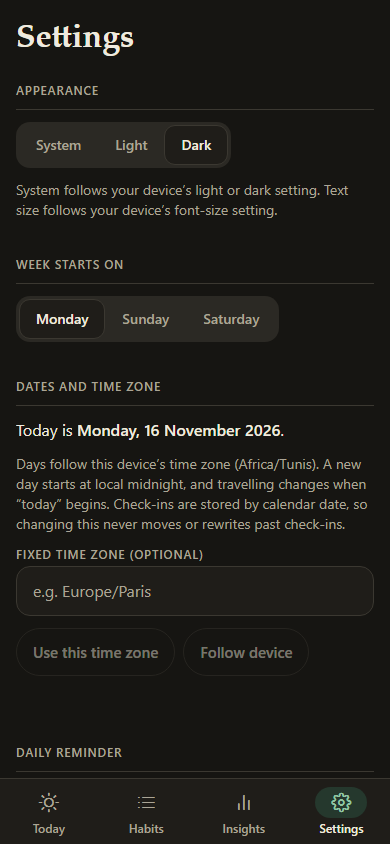 Settings
APPEARANCE
System Light Dark
System follows your device’s light or dark setting. Text
size follows your device’s font-size setting.
WEEK STARTS ON
Monday Sunday Saturday
DATES AND TIME ZONE
Today is Monday, 16 November 2026.
Days follow this device’s time zone (Africa/Tunis). A new
day starts at local midnight, and travelling changes when
“today” begins. Check-ins are stored by calendar date, so
changing this never moves or rewrites past check-ins.
FIXED TIME ZONE (OPTIONAL)
e.g. Europe/Paris
Use this time zone Follow device
DAILY REMINDER
Today Habits Insights Settings